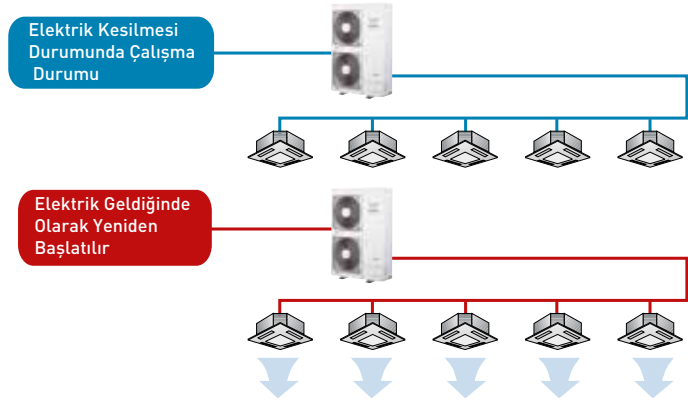 Elektrik Kesilmesi
Durumunda Çalışma
Durumu
Elektrik Geldiğinde
Olarak Yeniden
Başlatılır